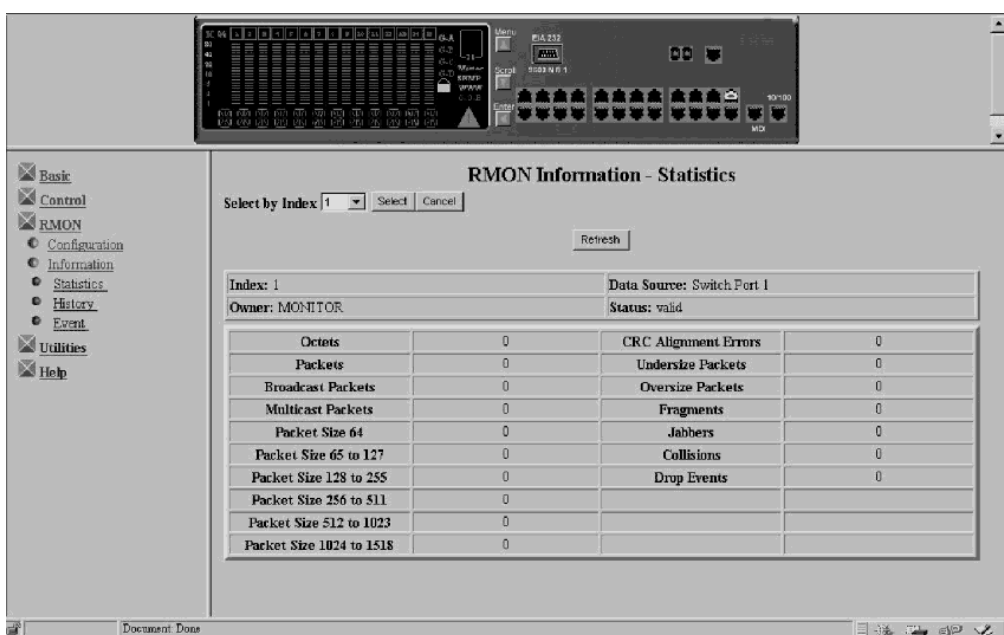 Menu
EIA 232
Scroll
Enter
10/100
MDI
Basic
Control
RMON
Configuration
Information
Statistics
History
Event
Utilities
Help
RMON Information - Statistics
Select by Index 1 Select Cancel
Refresh
Index: 1 Data Source: Switch Port 1
Owner: MONITOR Status: valid
Octets 0 CRC Alignment Errors 0
Packets 0 Undersize Packets 0
Broadcast Packets 0 Oversize Packets 0
Multicast Packets 0 Fragments 0
Packet Size 64 0 Jabbers 0
Packet Size 65 to 127 0 Collisions 0
Packet Size 128 to 255 0 Drop Events 0
Packet Size 256 to 511 0
Packet Size 512 to 1023 0
Packet Size 1024 to 1518 0
Document: Done